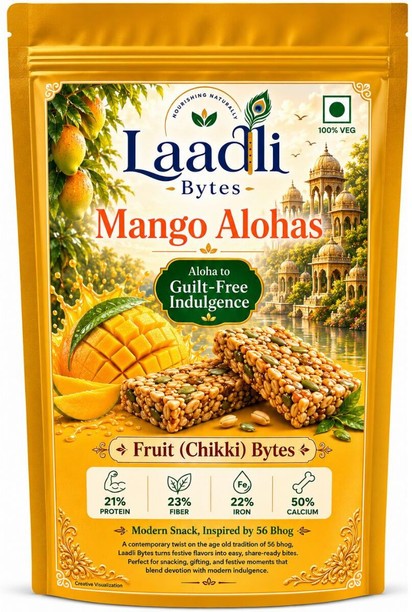 NOURISHING NATURALLY
Laadli
Bytes
100% VEG
Mango Alohas
Aloha to
Guilt-Free
Indulgence
Fruit (Chikki) Bytes
21%
PROTEIN
23%
FIBER
Fe
22%
IRON
50%
CALCIUM
Modern Snack, Inspired by 56 Bhog
A contemporary twist on the age old tradition of 56 bhog,
Laadli Bytes turns festive flavors into easy, share-ready bites.
Perfect for snacking, gifting, and festive moments that
blend devotion with modern indulgence.
Creative Visualization